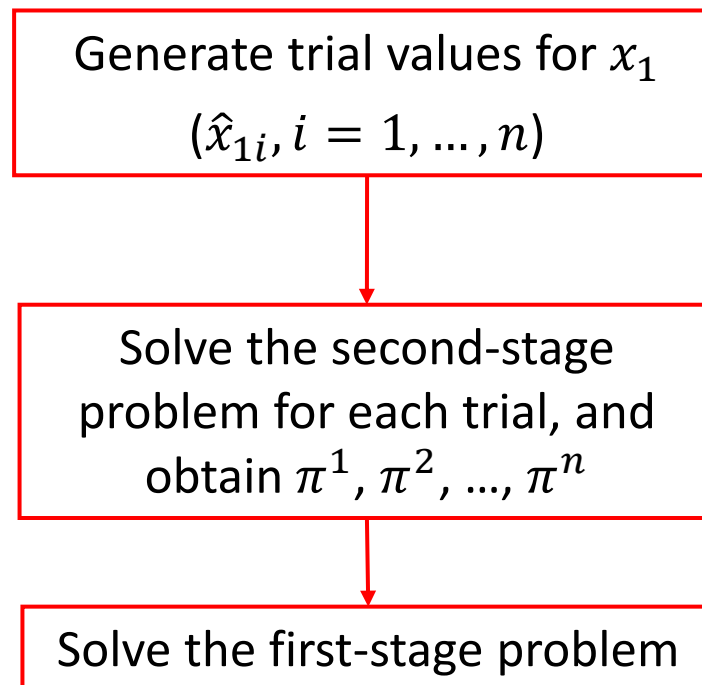 Generate trial values for x₁
(x̂₁ᵢ, i = 1, …, n)
Solve the second-stage
problem for each trial, and
obtain π¹, π², …, πⁿ
Solve the first-stage problem